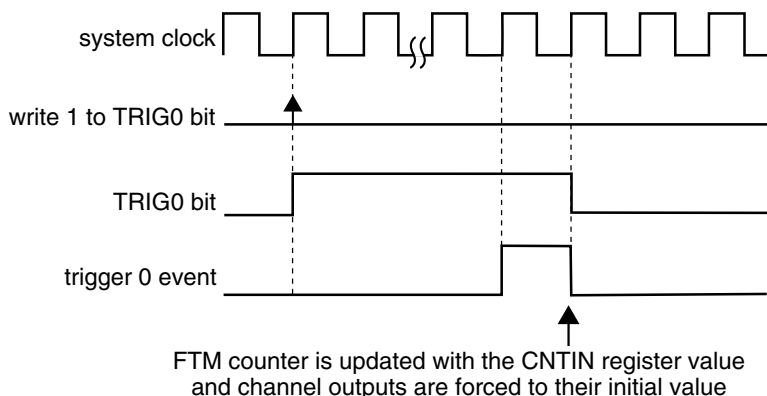 system clock
write 1 to TRIG0 bit
TRIG0 bit
trigger 0 event
FTM counter is updated with the CNTIN register value
and channel outputs are forced to their initial value